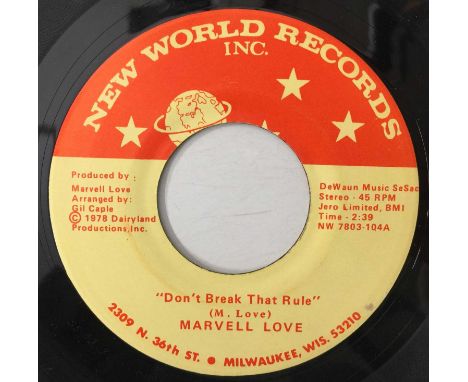 NEW WORLD RECORDS
INC.
Produced by
Marvell Love
Arranged by:
Gil Caple
© 1978 Dairyland
Productions, Inc.
DeWaun Music SeSac
Stereo - 45 RPM
Jero Limited, BMI
Time - 2:39
NW 7803-104A
"Don't Break That Rule"
(M. Love)
MARVELL LOVE
2309 N. 36th ST. • MILWAUKEE, WIS. 53210